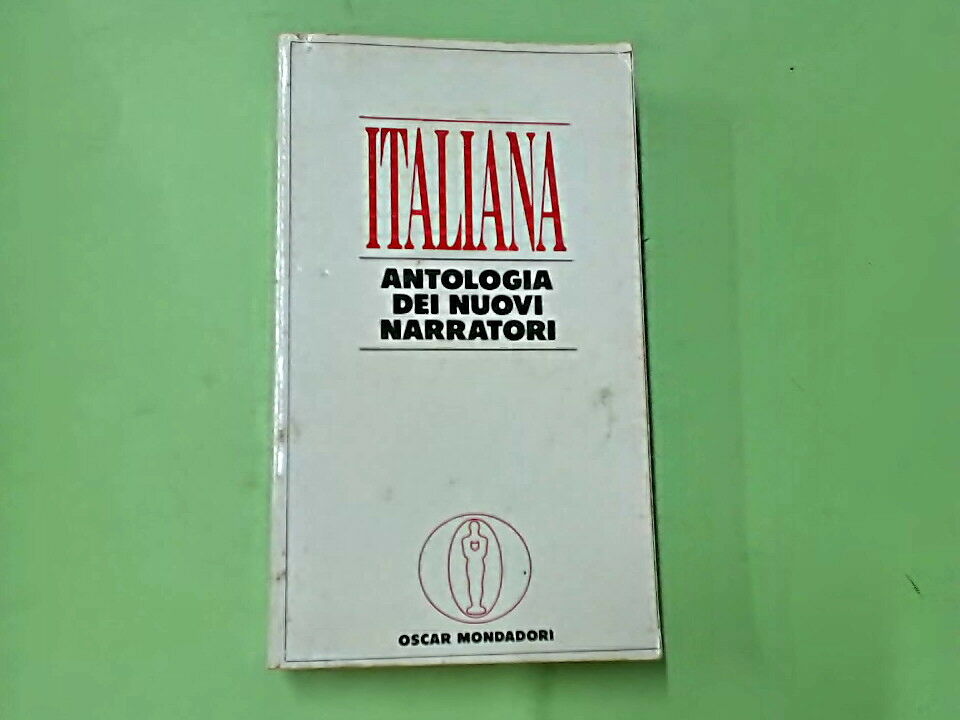 ITALIANA
ANTOLOGIA
DEI NUOVI
NARRATORI
OSCAR MONDADORI